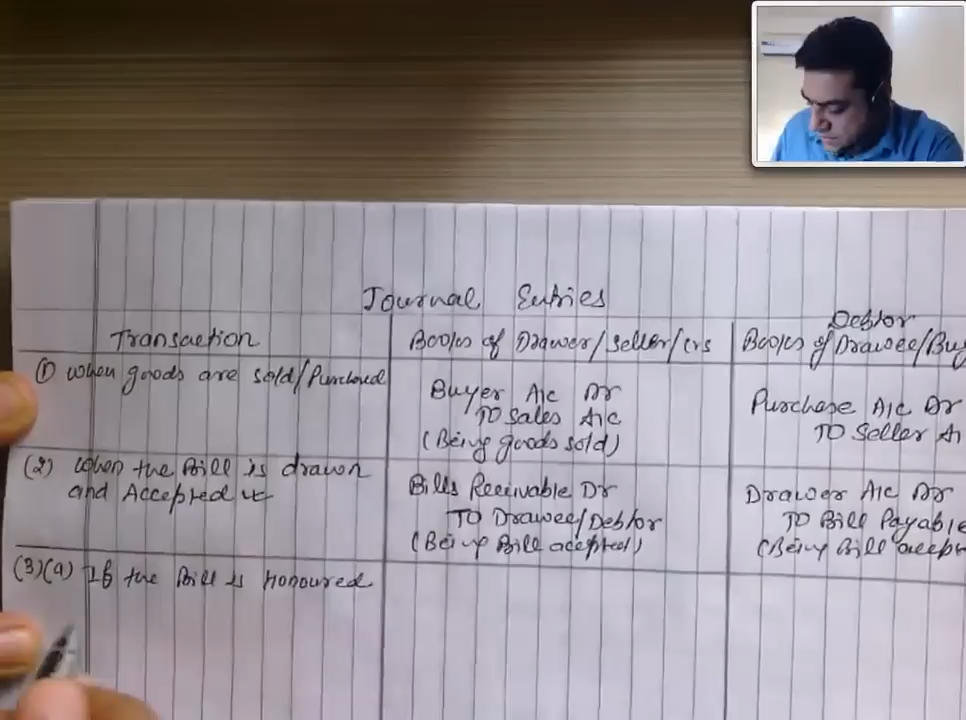 Journal Entries
Transaction
Books of Drawer/Seller/Crs
Debtor
Books of Drawee/Buy
(1) When goods are sold/Purchased
Buyer A/c Dr
TO Sales A/c
(Being goods sold)
Purchase A/c Dr
TO Seller A
(2) When the Bill is drawn
and Accepted
Bills Receivable Dr
TO Drawee/Debtor
(Being Bill accepted)
Drawer A/c Dr
TO Bill Payable
(Being Bill accep
(3)(a) If the Bill is Honoured